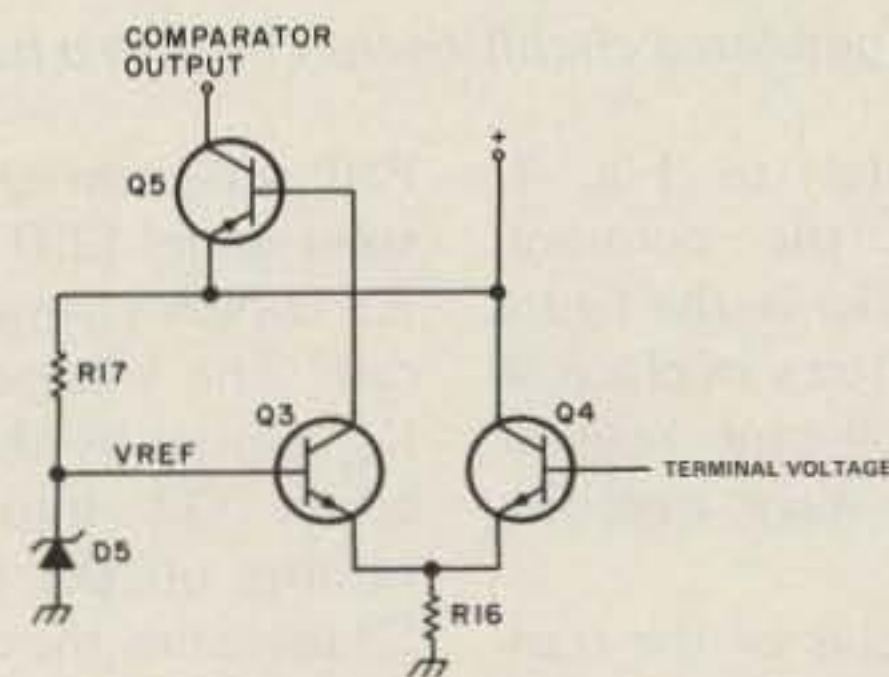 COMPARATOR
OUTPUT
+
Q5
R17
Q3
Q4
VREF
TERMINAL VOLTAGE
D5
R16